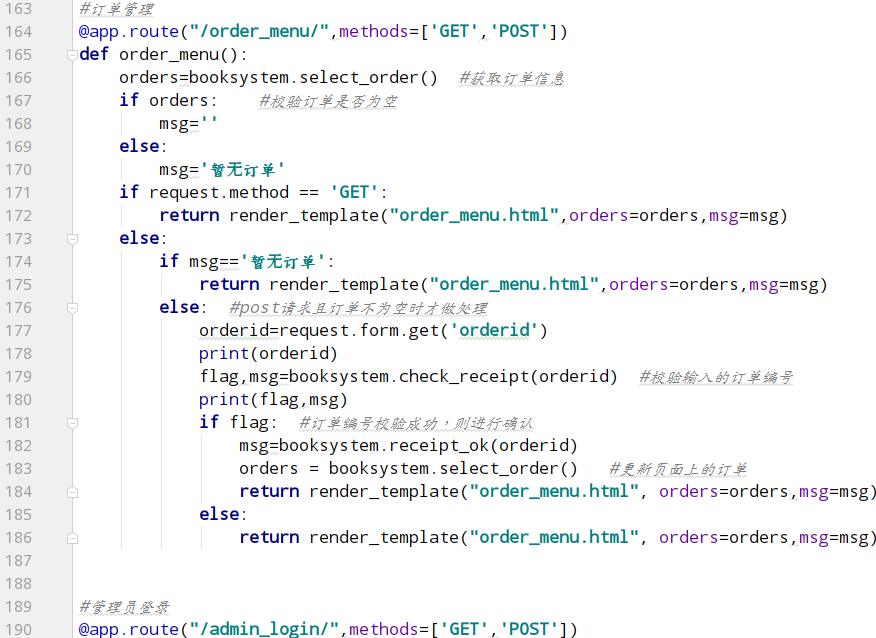 163 #订单管理
164 @app.route("/order_menu/",methods=['GET','POST'])
165 def order_menu():
166     orders=booksystem.select_order()  #获取订单信息
167     if orders:    #校验订单是否为空
168         msg=''
169     else:
170         msg='暂无订单'
171     if request.method == 'GET':
172         return render_template("order_menu.html",orders=orders,msg=msg)
173     else:
174         if msg=='暂无订单':
175             return render_template("order_menu.html",orders=orders,msg=msg)
176         else:  #post请求且订单不为空时才做处理
177             orderid=request.form.get('orderid')
178             print(orderid)
179             flag,msg=booksystem.check_receipt(orderid)  #校验输入的订单编号
180             print(flag,msg)
181             if flag:  #订单编号校验成功，则进行确认
182                 msg=booksystem.receipt_ok(orderid)
183                 orders = booksystem.select_order()   #更新页面上的订单
184                 return render_template("order_menu.html", orders=orders,msg=msg)
185             else:
186                 return render_template("order_menu.html", orders=orders,msg=msg)
187
188
189 #管理员登录
190 @app.route("/admin_login/",methods=['GET','POST'])